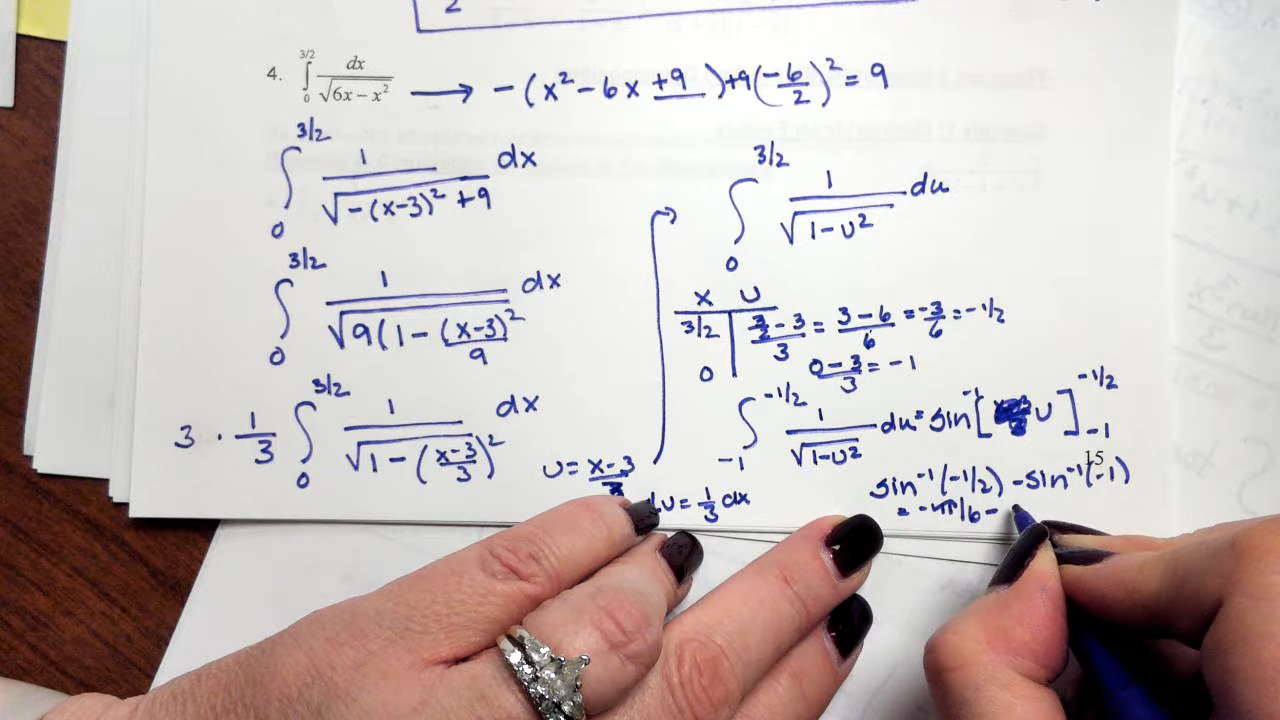 2
4. ∫₀^{3/2} dx/√(6x − x²) → −(x² − 6x +9 )+9 (−6/2)² = 9
∫₀^{3/2} 1/√(−(x−3)² + 9) dx
∫₀^{3/2} 1/√(9(1 − (x−3)²/9) dx
3 · 1/3 ∫₀^{3/2} 1/√(1 − ((x−3)/3)²) dx
u = (x−3)/3
du = 1/3 dx
∫₀^{3/2} 1/√(1−u²) du
x u
3/2 (3/2 − 3)/3 = (3−6)/6 = −3/6 = −1/2
0 (0−3)/3 = −1
∫₋₁^{−1/2} 1/√(1−u²) du = sin⁻¹[u]₋₁^{−1/2}
15
sin⁻¹(−1/2) − sin⁻¹(−1)
= −π/6 −